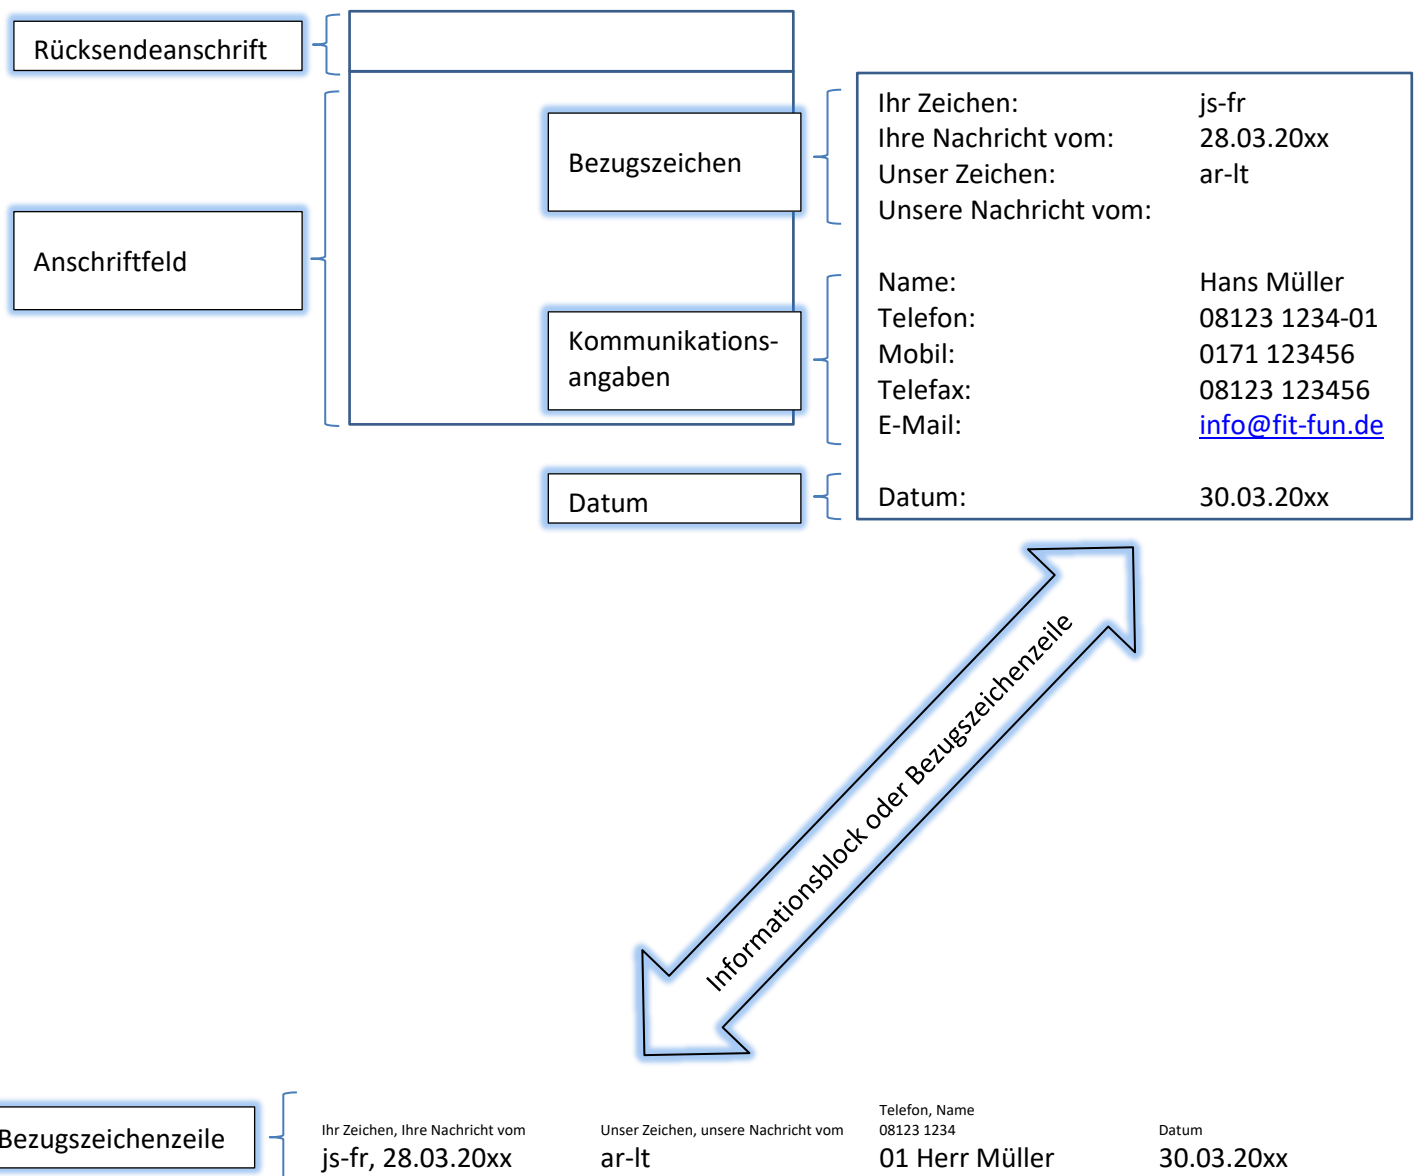 Rücksendeanschrift
Anschriftfeld
Bezugszeichen
Kommunikations-
angaben
Datum
Ihr Zeichen: js-fr
Ihre Nachricht vom: 28.03.20xx
Unser Zeichen: ar-lt
Unsere Nachricht vom:
Name: Hans Müller
Telefon: 08123 1234-01
Mobil: 0171 123456
Telefax: 08123 123456
E-Mail: info@fit-fun.de
Datum: 30.03.20xx
Informationsblock oder Bezugszeichenzeile
Bezugszeichenzeile
Ihr Zeichen, Ihre Nachricht vom
js-fr, 28.03.20xx
Unser Zeichen, unsere Nachricht vom
ar-lt
Telefon, Name
08123 1234
01 Herr Müller
Datum
30.03.20xx